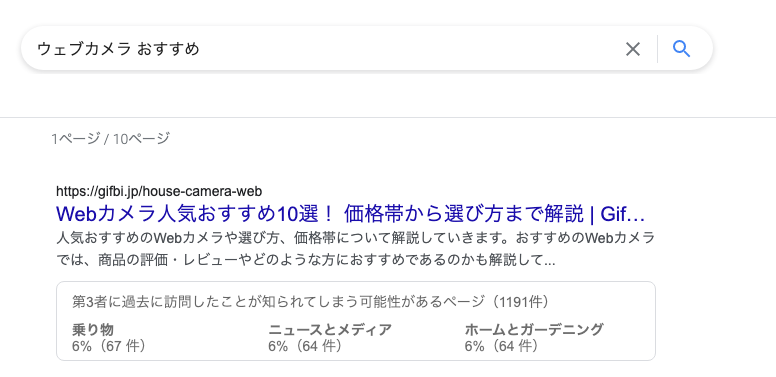 ウェブカメラ おすすめ
1ページ / 10ページ
https://gifbi.jp/house-camera-web
Webカメラ人気おすすめ10選！ 価格帯から選び方まで解説 | Gif...
人気おすすめのWebカメラや選び方、価格帯について解説していきます。おすすめのWebカメラ
では、商品の評価・レビューやどのような方におすすめであるのかも解説して...
第3者に過去に訪問したことが知られてしまう可能性があるページ（1191件）
乗り物 ニュースとメディア ホームとガーデニング
6%（67 件） 6%（64 件） 6%（64 件）